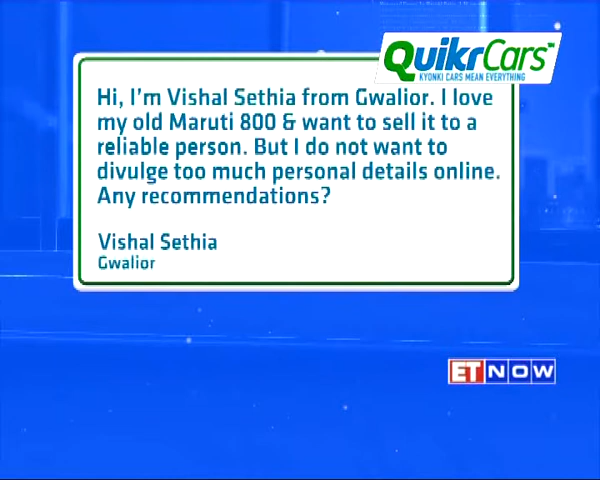 QuikrCars™
KYONKI CARS MEAN EVERYTHING
Hi, I'm Vishal Sethia from Gwalior. I love
my old Maruti 800 & want to sell it to a
reliable person. But I do not want to
divulge too much personal details online.
Any recommendations?
Vishal Sethia
Gwalior
ET NOW